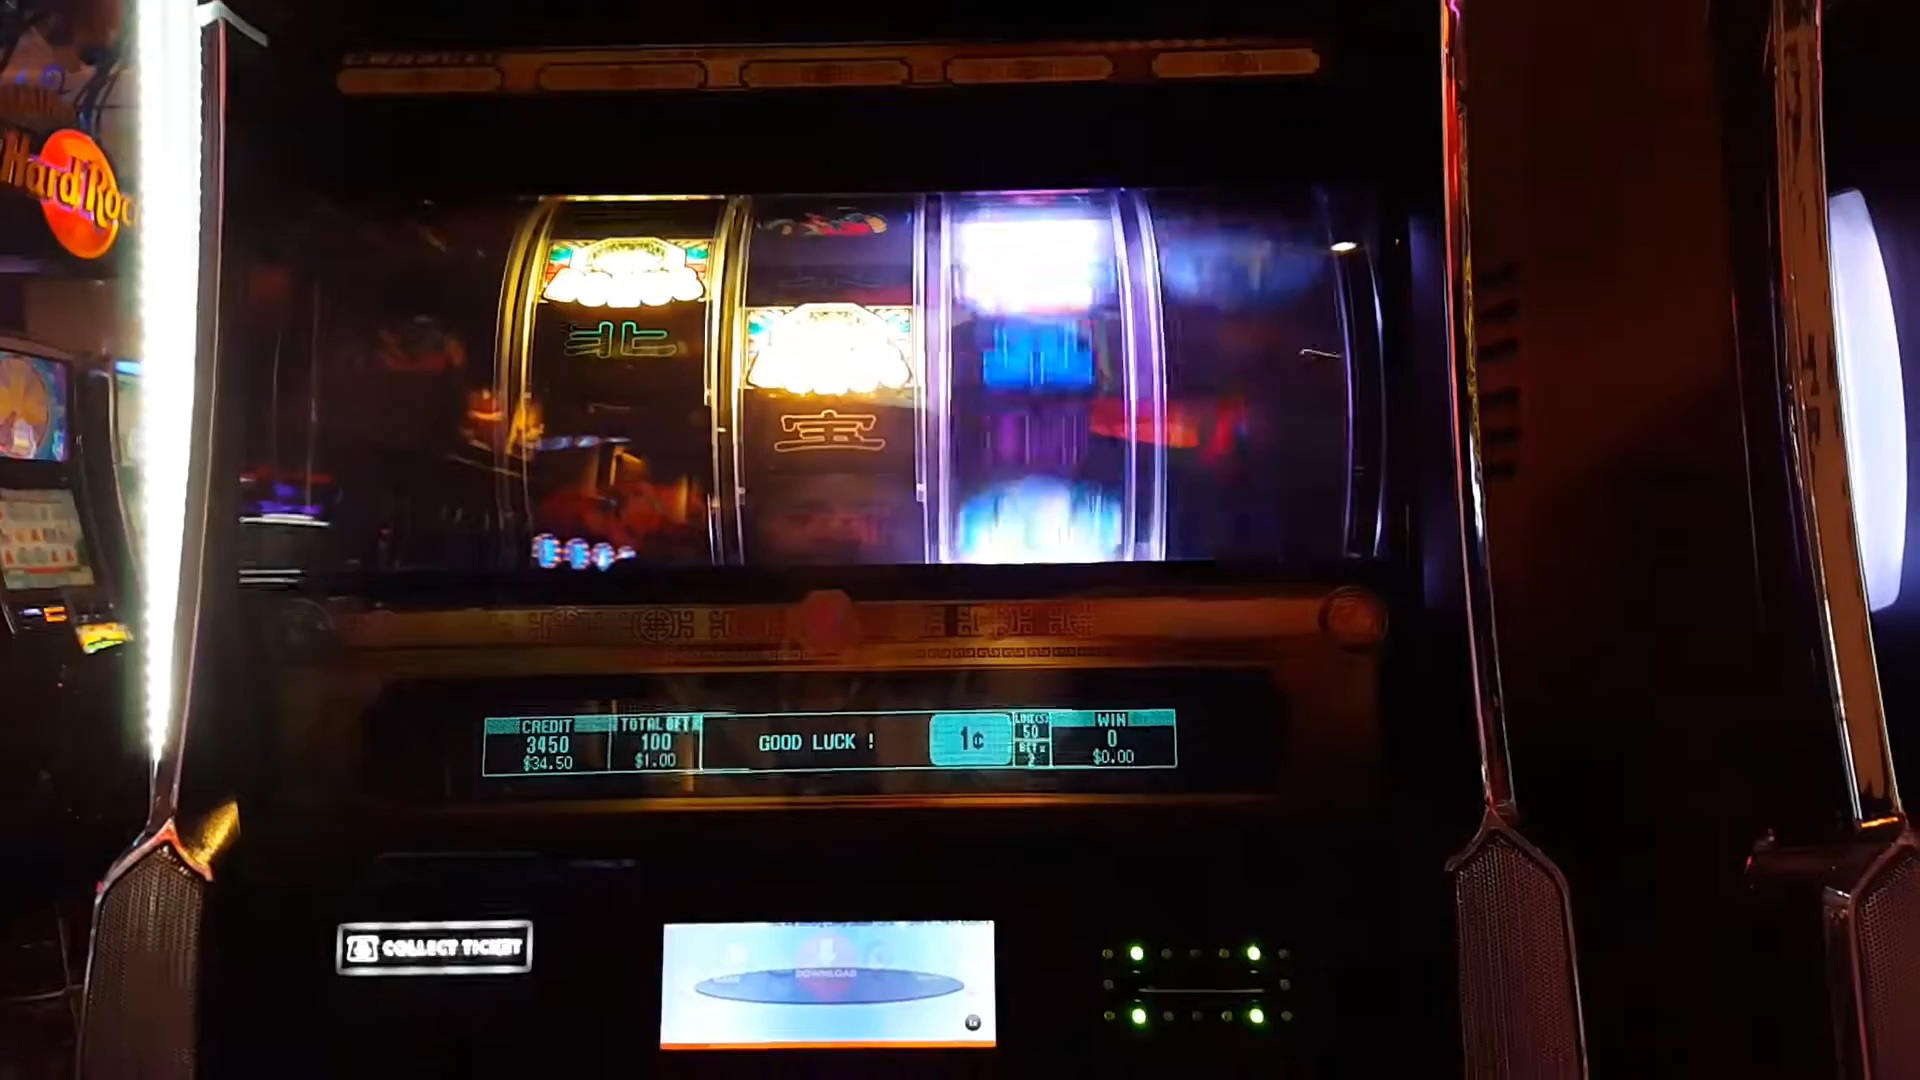 Hard Roc
北
宝
CREDIT
3450
$34.50
TOTAL BET
100
$1.00
GOOD LUCK !
1¢
LINE(S)
50
BET x
2
WIN
0
$0.00
COLLECT TICKET
DOWNLOAD